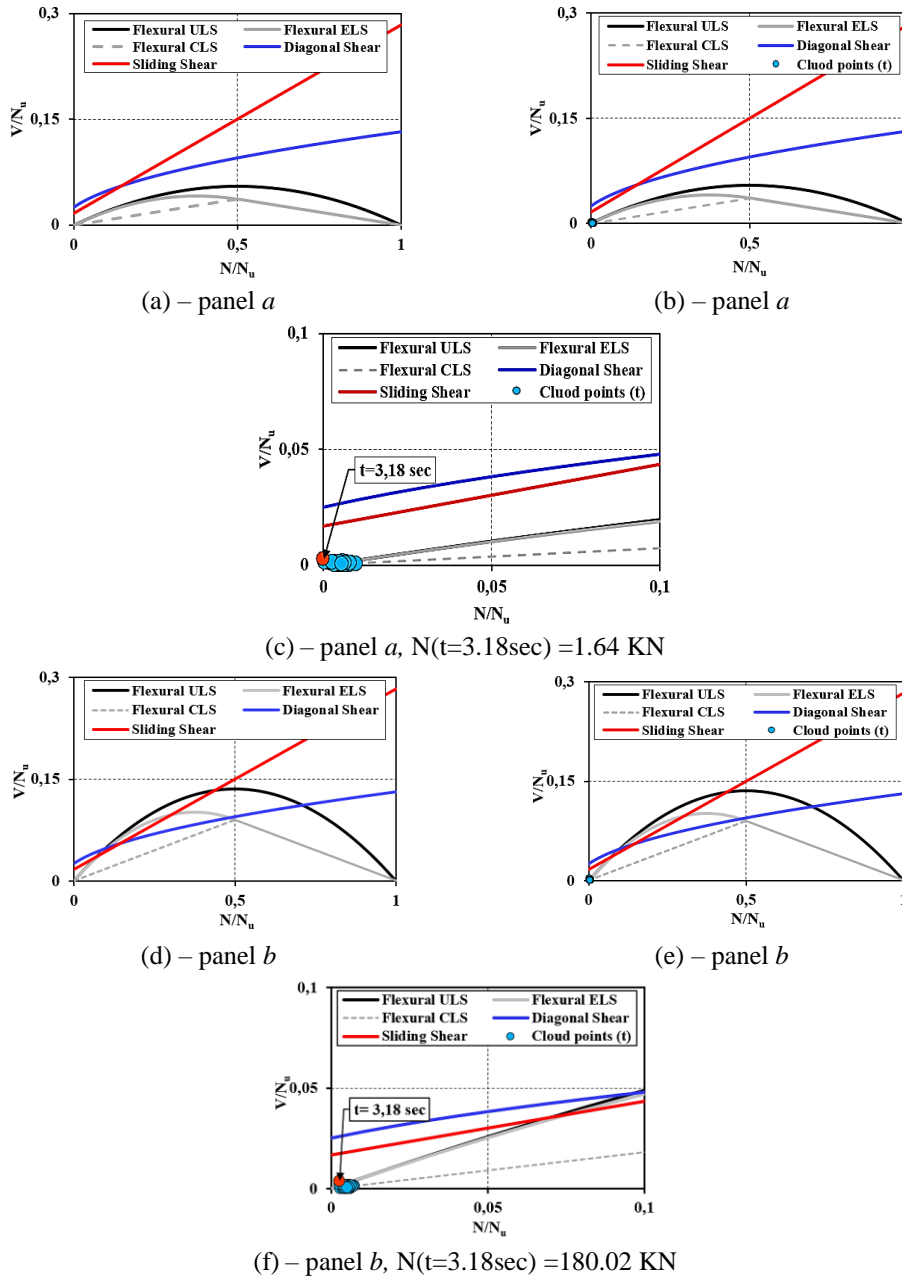 0,3
Flexural ULS Flexural ELS
Flexural CLS Diagonal Shear
Sliding Shear
V/Nu
0,15
0
0 0,5 1
N/Nu
(a) – panel a
0,3
Flexural ULS Flexural ELS
Flexural CLS Diagonal Shear
Sliding Shear Cluod points (t)
V/Nu
0,15
0
0 0,5
N/Nu
(b) – panel a
0,1
Flexural ULS Flexural ELS
Flexural CLS Diagonal Shear
Sliding Shear Cluod points (t)
V/Nu
0,05
t=3,18 sec
0
0 0,05 0,1
N/Nu
(c) – panel a, N(t=3.18sec) =1.64 KN
0,3
Flexural ULS Flexural ELS
Flexural CLS Diagonal Shear
Sliding Shear
V/Nu
0,15
0
0 0,5 1
N/Nu
(d) – panel b
0,3
Flexural ULS Flexural ELS
Flexural CLS Diagonal Shear
Sliding Shear Cloud points (t)
V/Nu
0,15
0
0 0,5 1
N/Nu
(e) – panel b
0,1
Flexural ULS Flexural ELS
Flexural CLS Diagonal Shear
Sliding Shear Cloud points (t)
V/Nu
0,05
t= 3,18 sec
0
0 0,05 0,1
N/Nu
(f) – panel b, N(t=3.18sec) =180.02 KN